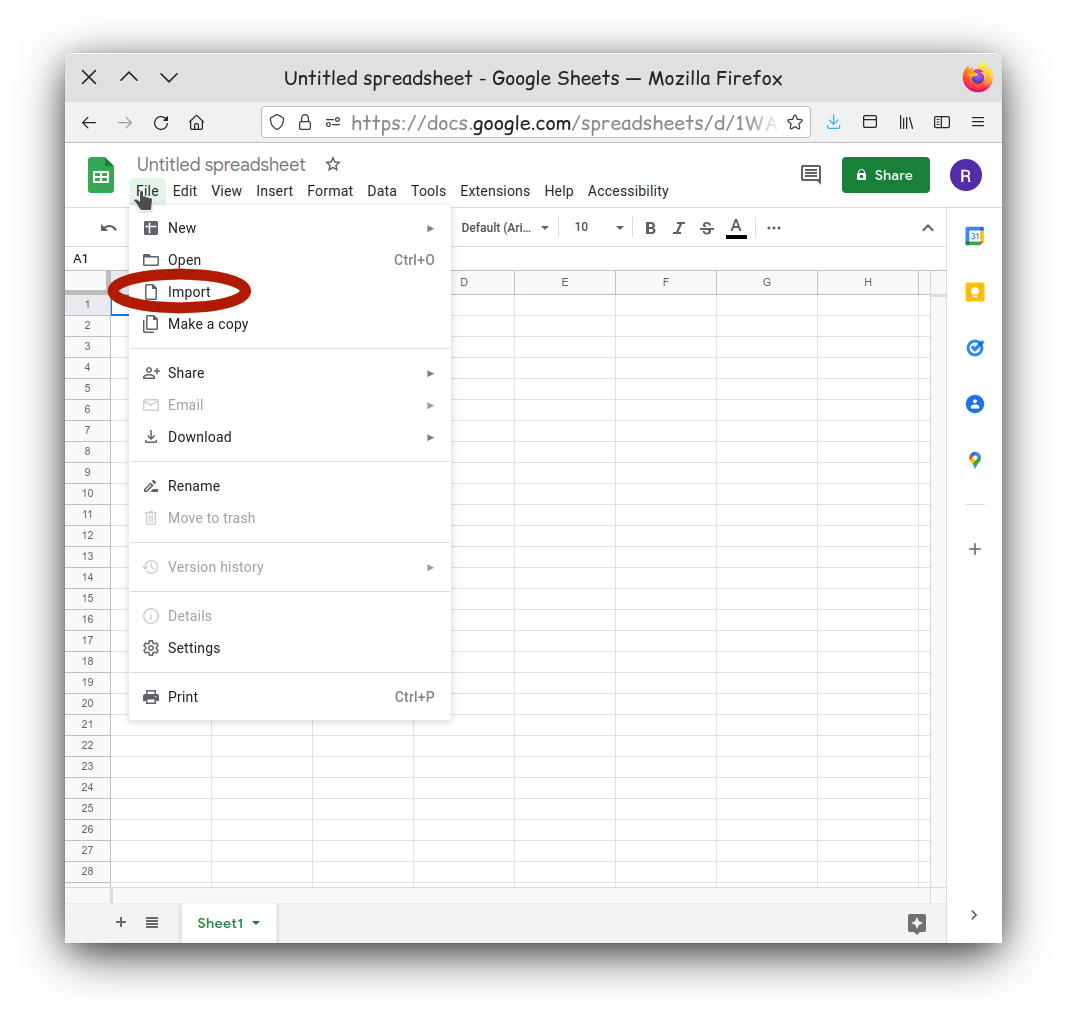 Untitled spreadsheet - Google Sheets — Mozilla Firefox
https://docs.google.com/spreadsheets/d/1WA
Untitled spreadsheet
File Edit View Insert Format Data Tools Extensions Help Accessibility
Share
R
Default (Ari... 10 B I S A
31
A1
D E F G H
New
Open Ctrl+O
Import
Make a copy
Share
Email
Download
Rename
Move to trash
Version history
Details
Settings
Print Ctrl+P
1
2
3
4
5
6
7
8
9
10
11
12
13
14
15
16
17
18
19
20
21
22
23
24
25
26
27
28
Sheet1